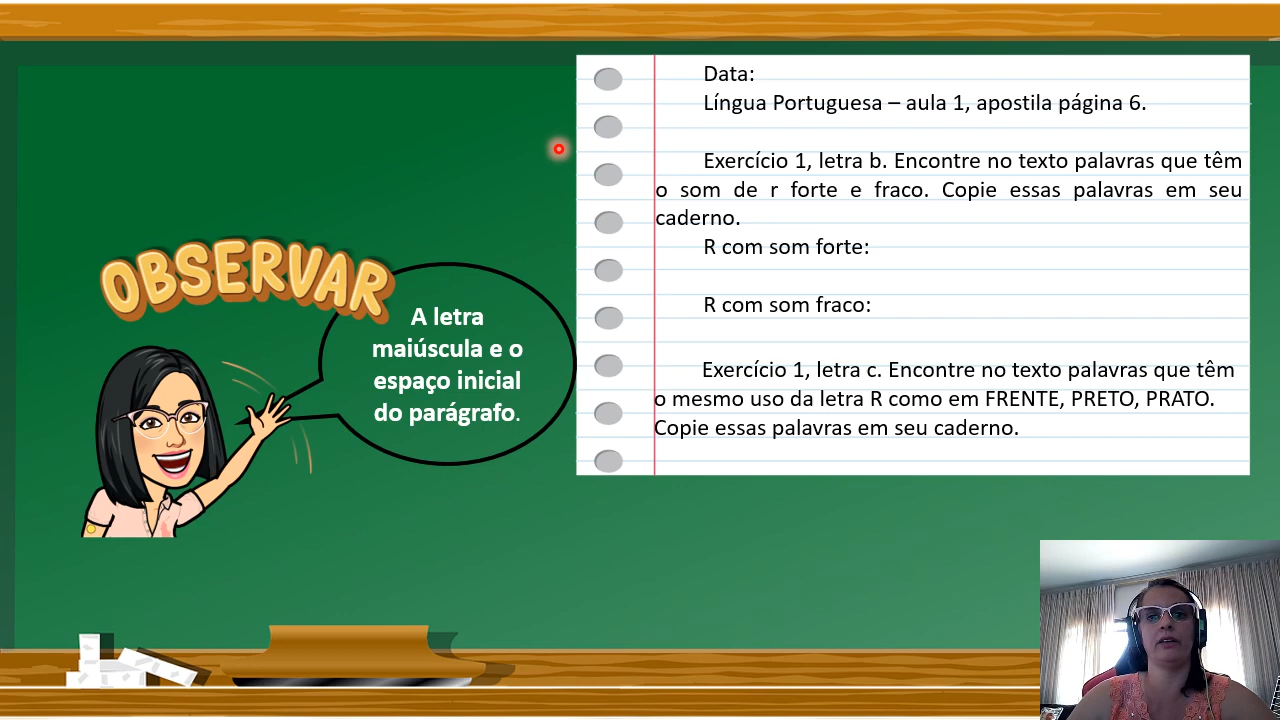 OBSERVAR
A letra
maiúscula e o
espaço inicial
do parágrafo.
Data:
Língua Portuguesa – aula 1, apostila página 6.
Exercício 1, letra b. Encontre no texto palavras que têm
o som de r forte e fraco. Copie essas palavras em seu
caderno.
R com som forte:
R com som fraco:
Exercício 1, letra c. Encontre no texto palavras que têm
o mesmo uso da letra R como em FRENTE, PRETO, PRATO.
Copie essas palavras em seu caderno.